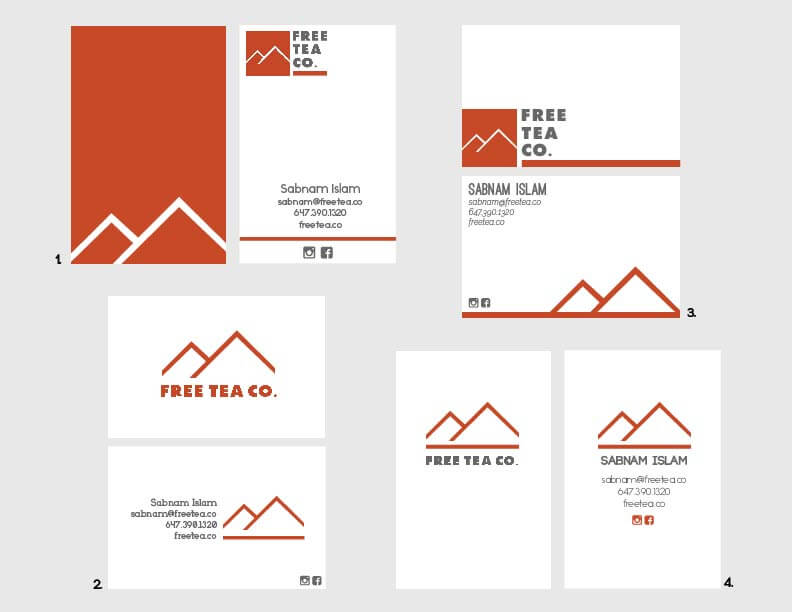 FREE
TEA
CO.
Sabnam Islam
sabnam@freetea.co
647.390.1320
freetea.co
1.
FREE
TEA
CO.
SABNAM ISLAM
sabnam@freetea.co
647.390.1320
freetea.co
3.
FREE TEA CO.
Sabnam Islam
sabnam@freetea.co
647.390.1320
freetea.co
2.
FREE TEA CO.
SABNAM ISLAM
sabnam@freetea.co
647.390.1320
freetea.co
4.